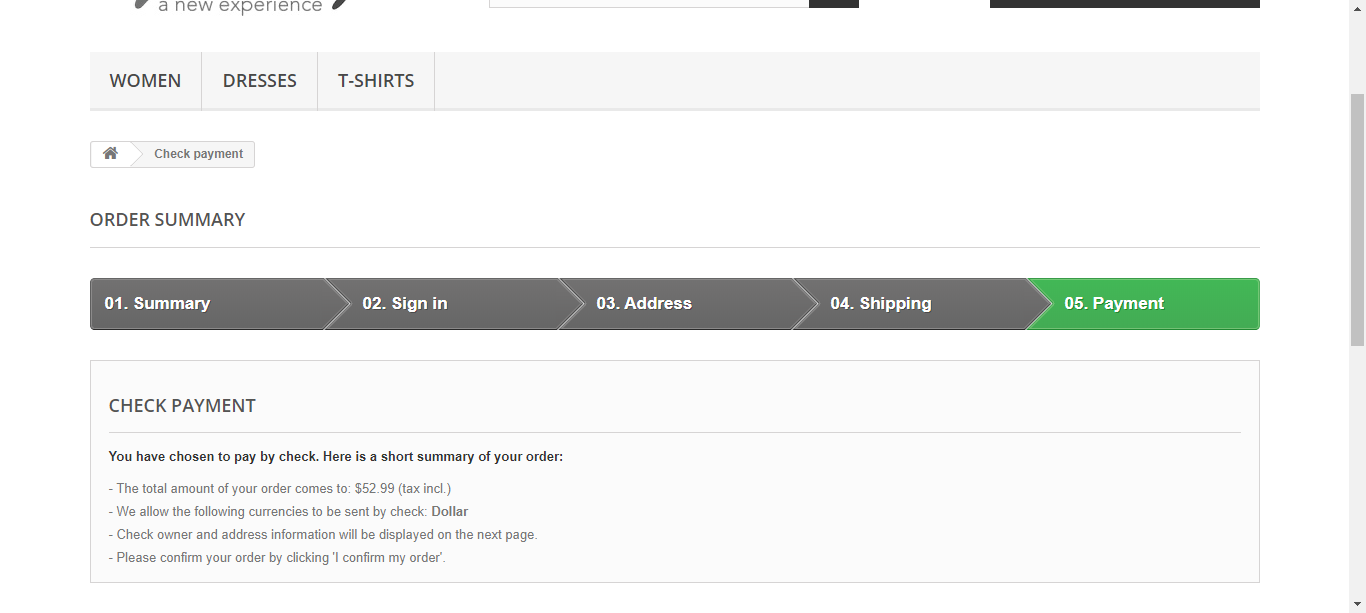 a new experience
WOMEN DRESSES T-SHIRTS
Check payment
ORDER SUMMARY
01. Summary 02. Sign in 03. Address 04. Shipping 05. Payment
CHECK PAYMENT
You have chosen to pay by check. Here is a short summary of your order:
- The total amount of your order comes to: $52.99 (tax incl.)
- We allow the following currencies to be sent by check: Dollar
- Check owner and address information will be displayed on the next page.
- Please confirm your order by clicking 'I confirm my order'.